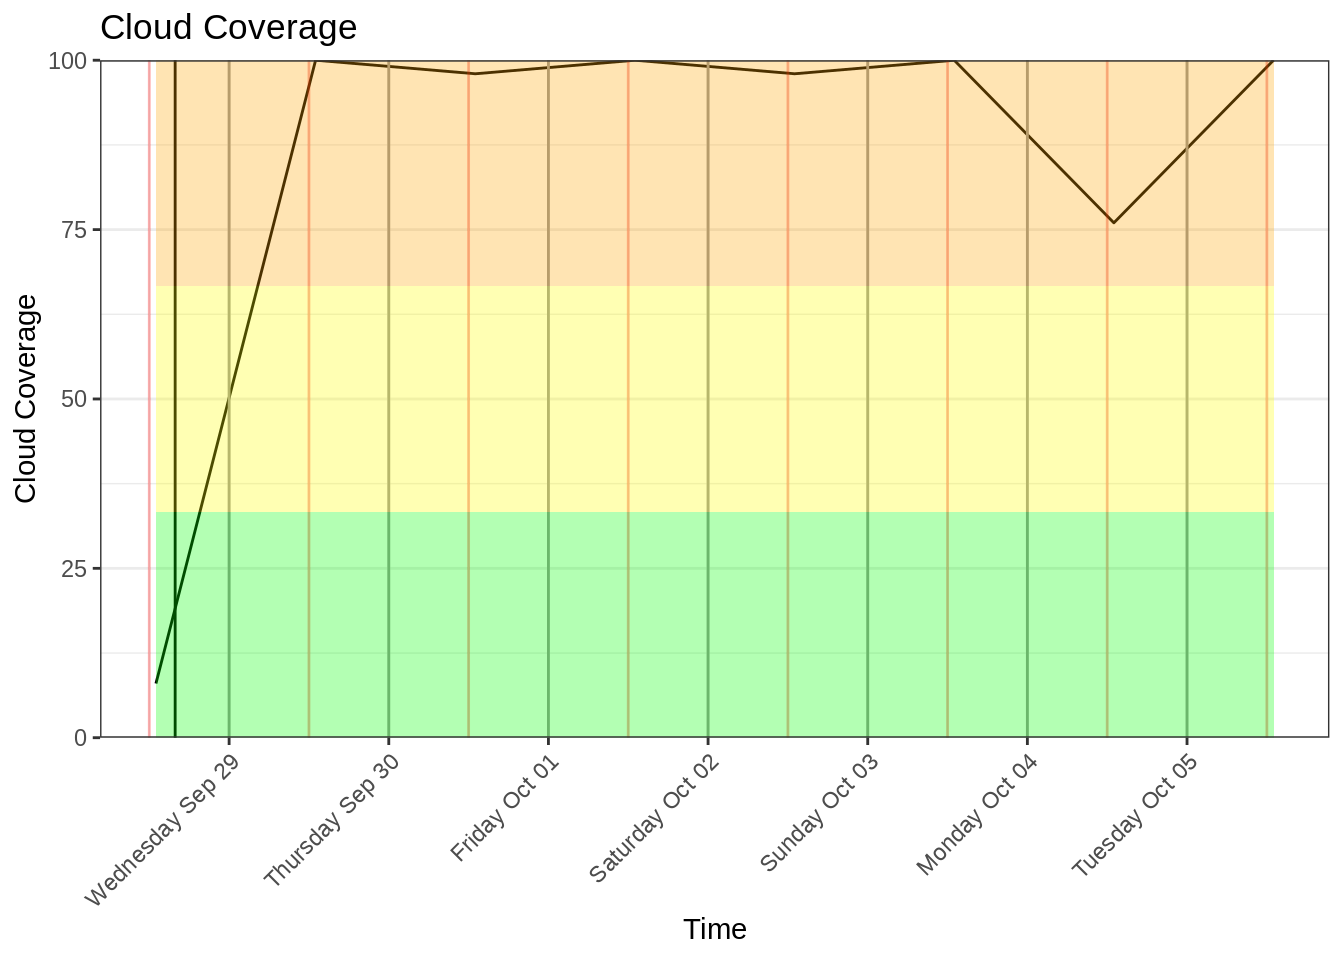 Cloud Coverage
100
75
50
25
0
Cloud Coverage
Wednesday Sep 29
Thursday Sep 30
Friday Oct 01
Saturday Oct 02
Sunday Oct 03
Monday Oct 04
Tuesday Oct 05
Time